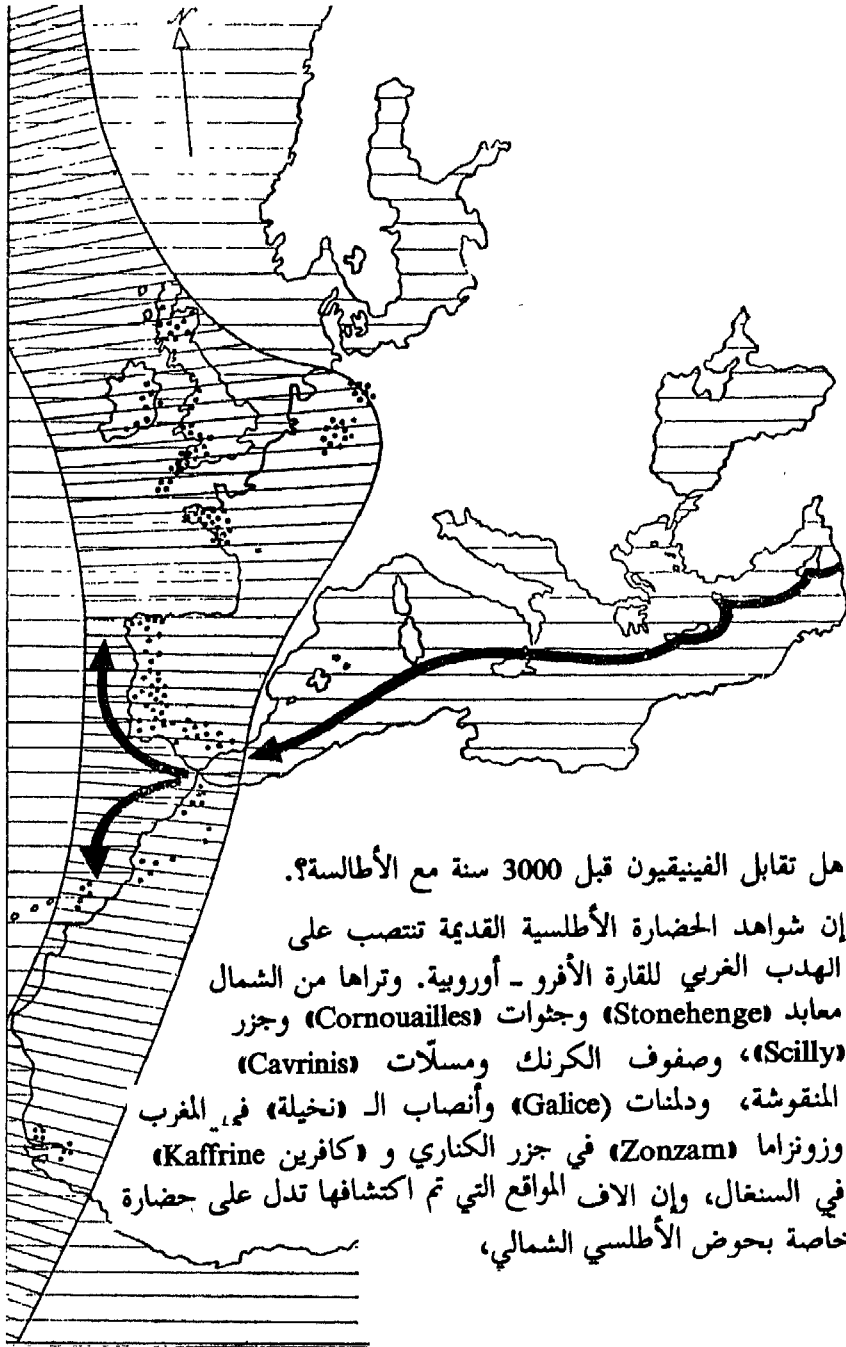 N
هل تقابل الفينيقيون قبل 3000 سنة مع الأطالسة؟.
إن شواهد الحضارة الأطلسية القديمة تنتصب على
الهدب الغربي للقارة الأفرو ـ أوروبية. وتراها من الشمال
معابد «Stonehenge» وجثوات «Cornouailles» وجزر
«Scilly»، وصفوف الكرنك ومسلّات «Cavrinis»
المنقوشة، ودلمنات (Galice» وأنصاب الـ «نخيلة» في المغرب
وزونزاما «Zonzam» في جزر الكناري و «كافرين Kaffrine»
في السنغال، وإن الاف المواقع التي تم اكتشافها تدل على حضارة
خاصة بحوض الأطلسي الشمالي،